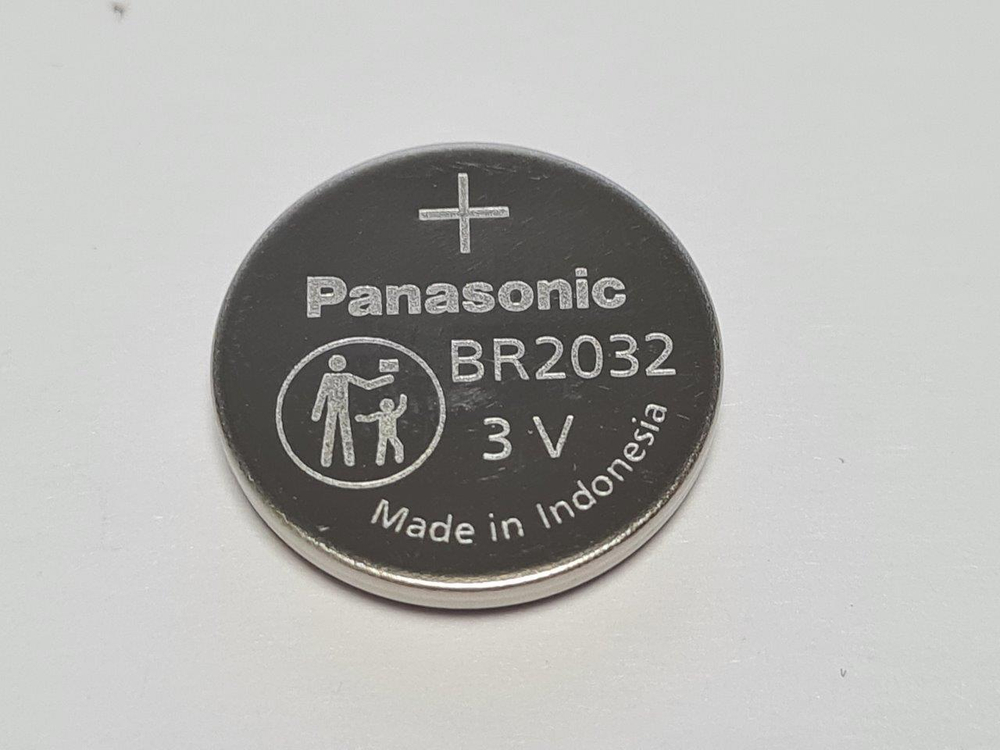 +
Panasonic
BR2032
3 V
Made in Indonesia